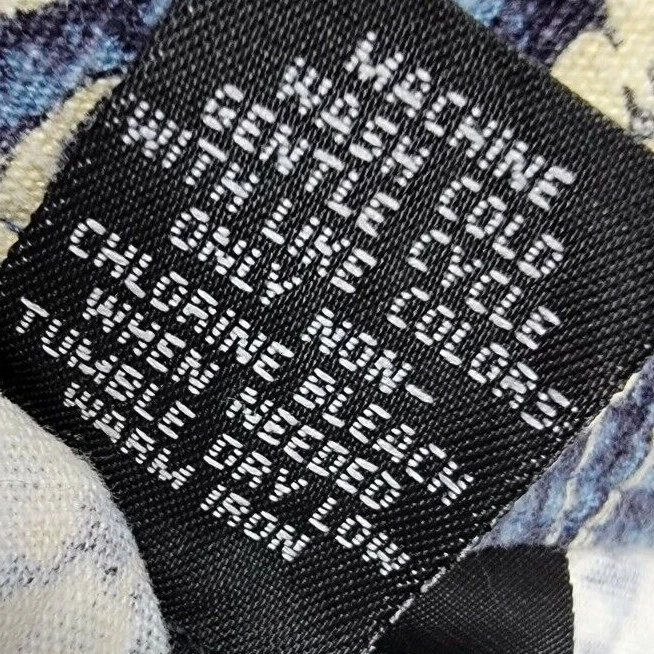 MACHINE
WASH COLD
GENTLE CYCLE
WITH LIKE COLORS
ONLY NON-
CHLORINE BLEACH
WHEN NEEDED
TUMBLE DRY LOW
WARM IRON